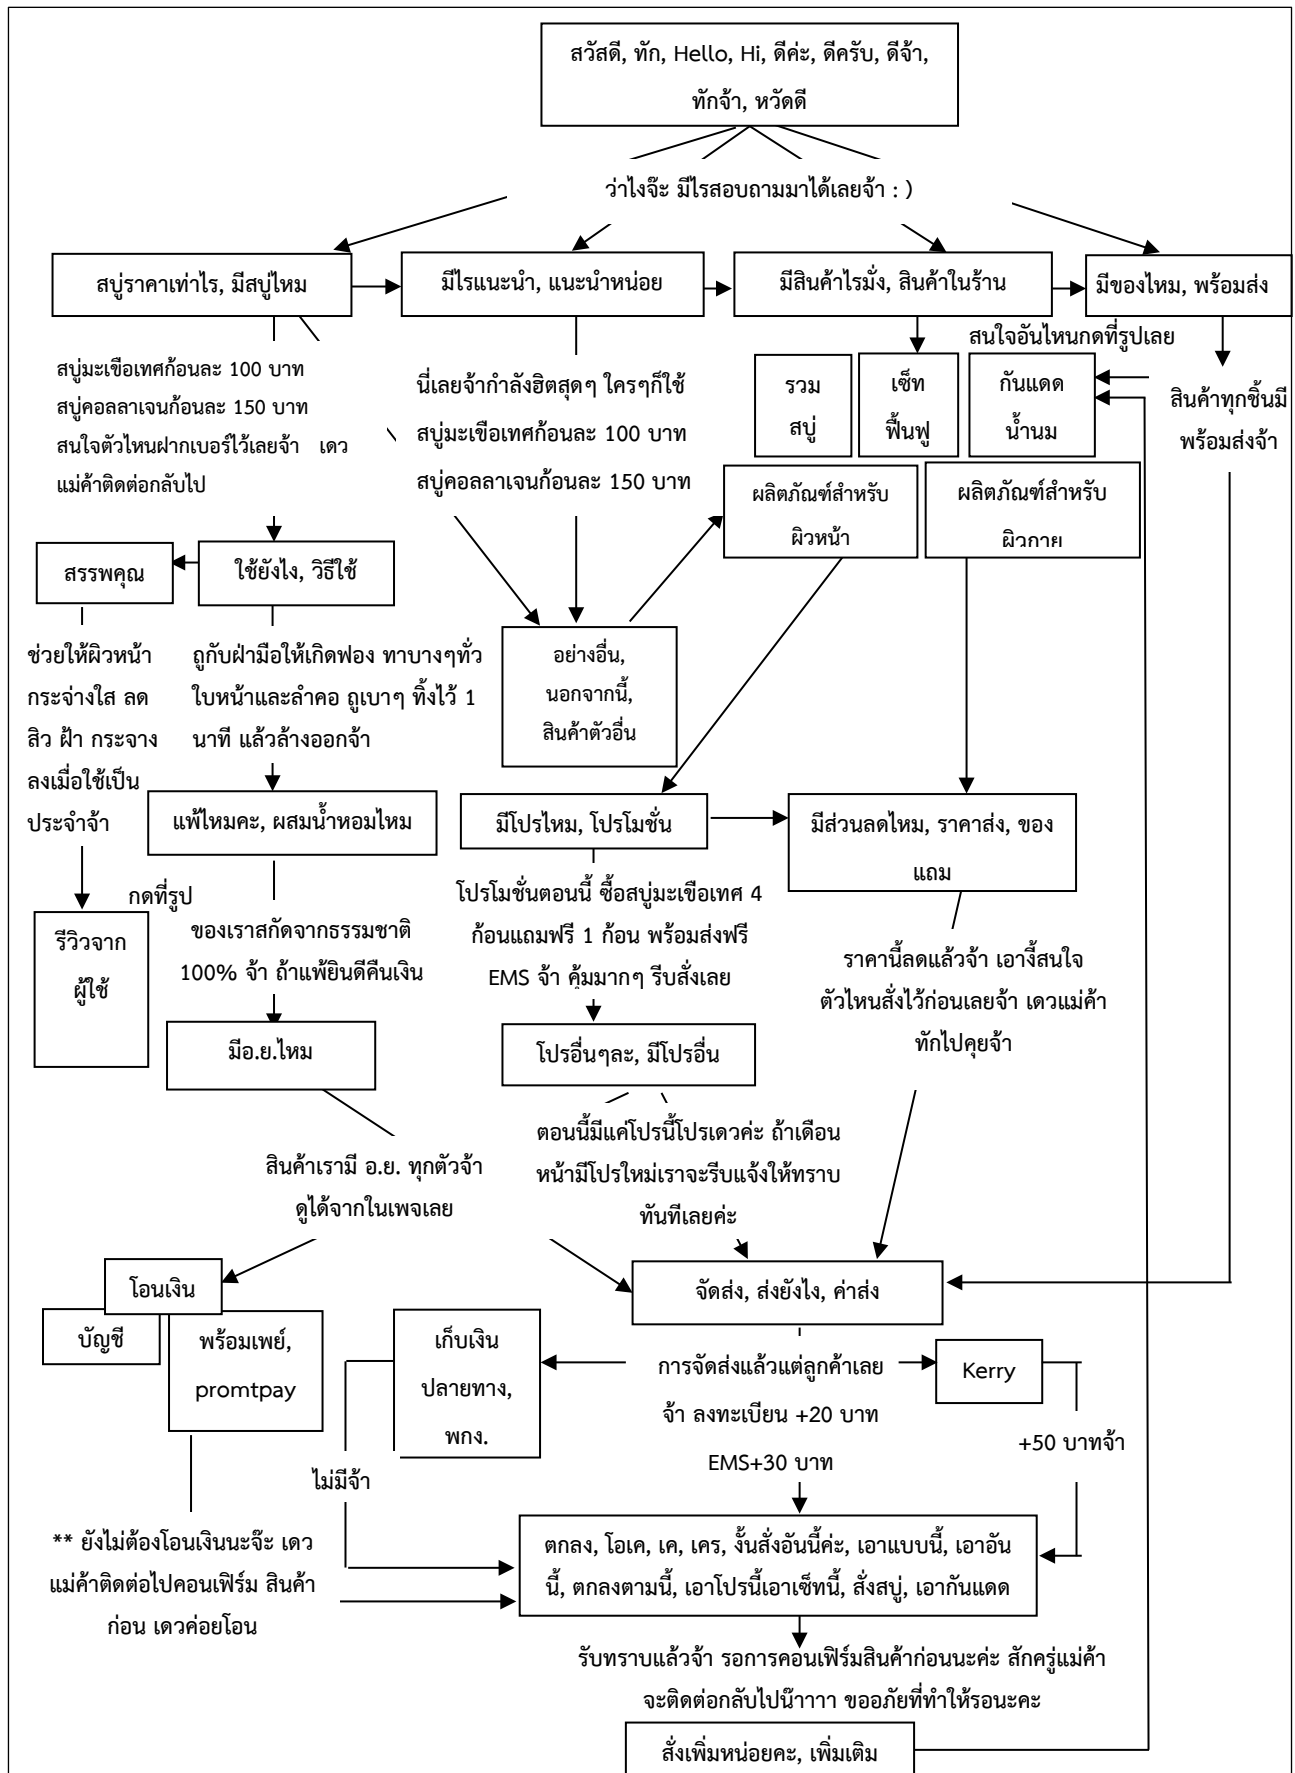 สวัสดี, ทัก, Hello, Hi, ดีค่ะ, ดีครับ, ดีจ้า,
ทักจ้า, หวัดดี
ว่าไงจ๊ะ มีไรสอบถามมาได้เลยจ้า : )
สบู่ราคาเท่าไร, มีสบู่ไหม
มีไรแนะนำ, แนะนำหน่อย
มีสินค้าไรมั่ง, สินค้าในร้าน
มีของไหม, พร้อมส่ง
สนใจอันไหนกดที่รูปเลย
สบู่มะเขือเทศก้อนละ 100 บาท
สบู่คอลลาเจนก้อนละ 150 บาท
สนใจตัวไหนฝากเบอร์ไว้เลยจ้า เดว
แม่ค้าติดต่อกลับไป
นี่เลยจ้ากำลังฮิตสุดๆ ใครๆก็ใช้
สบู่มะเขือเทศก้อนละ 100 บาท
สบู่คอลลาเจนก้อนละ 150 บาท
รวม
สบู่
เซ็ท
ฟื้นฟู
กันแดด
น้ำนม
สินค้าทุกชิ้นมี
พร้อมส่งจ้า
ผลิตภัณฑ์สำหรับ
ผิวหน้า
ผลิตภัณฑ์สำหรับ
ผิวกาย
สรรพคุณ
ใช้ยังไง, วิธีใช้
ช่วยให้ผิวหน้า
กระจ่างใส ลด
สิว ฝ้า กระจาง
ลงเมื่อใช้เป็น
ประจำจ้า
ถูกับฝ่ามือให้เกิดฟอง ทาบางๆทั่ว
ใบหน้าและลำคอ ถูเบาๆ ทิ้งไว้ 1
นาที แล้วล้างออกจ้า
อย่างอื่น,
นอกจากนี้,
สินค้าตัวอื่น
แพ้ไหมคะ, ผสมน้ำหอมไหม
มีโปรไหม, โปรโมชั่น
มีส่วนลดไหม, ราคาส่ง, ของ
แถม
กดที่รูป
รีวิวจาก
ผู้ใช้
ของเราสกัดจากธรรมชาติ
100% จ้า ถ้าแพ้ยินดีคืนเงิน
โปรโมชั่นตอนนี้ ซื้อสบู่มะเขือเทศ 4
ก้อนแถมฟรี 1 ก้อน พร้อมส่งฟรี
EMS จ้า คุ้มมากๆ รีบสั่งเลย
ราคานี้ลดแล้วจ้า เอางี้สนใจ
ตัวไหนสั่งไว้ก่อนเลยจ้า เดวแม่ค้า
ทักไปคุยจ้า
มีอ.ย.ไหม
โปรอื่นๆละ, มีโปรอื่น
สินค้าเรามี อ.ย. ทุกตัวจ้า
ดูได้จากในเพจเลย
ตอนนี้มีแค่โปรนี้โปรเดวค่ะ ถ้าเดือน
หน้ามีโปรใหม่เราจะรีบแจ้งให้ทราบ
ทันทีเลยค่ะ
โอนเงิน
บัญชี
พร้อมเพย์,
promtpay
จัดส่ง, ส่งยังไง, ค่าส่ง
เก็บเงิน
ปลายทาง,
พกง.
การจัดส่งแล้วแต่ลูกค้าเลย
จ้า ลงทะเบียน +20 บาท
EMS+30 บาท
Kerry
+50 บาทจ้า
ไม่มีจ้า
** ยังไม่ต้องโอนเงินนะจ๊ะ เดว
แม่ค้าติดต่อไปคอนเฟิร์ม สินค้า
ก่อน เดวค่อยโอน
ตกลง, โอเค, เค, เคร, งั้นสั่งอันนี้ค่ะ, เอาแบบนี้, เอาอัน
นี้, ตกลงตามนี้, เอาโปรนี้เอาเซ็ทนี้, สั่งสบู่, เอากันแดด
รับทราบแล้วจ้า รอการคอนเฟิร์มสินค้าก่อนนะค่ะ สักครู่แม่ค้า
จะติดต่อกลับไปน๊าาาา ขออภัยที่ทำให้รอนะคะ
สั่งเพิ่มหน่อยคะ, เพิ่มเติม